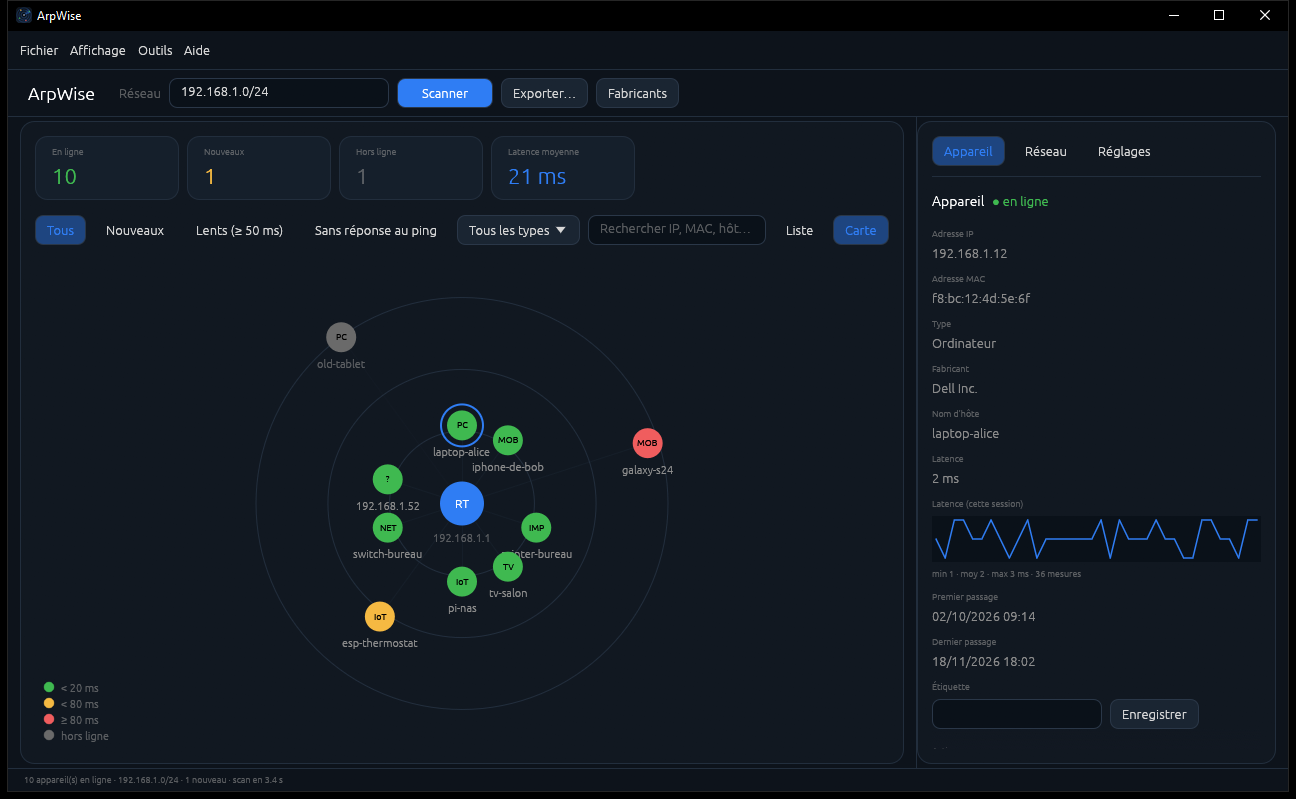 ArpWise
Fichier Affichage Outils Aide
ArpWise Réseau 192.168.1.0/24 Scanner Exporter... Fabricants
En ligne
10
Nouveaux
1
Hors ligne
1
Latence moyenne
21 ms
Tous Nouveaux Lents (≥ 50 ms) Sans réponse au ping Tous les types ▼ Rechercher IP, MAC, hôt... Liste Carte
PC
old-tablet
PC
laptop-alice
MOB
iphone-de-bob
MOB
galaxy-s24
?
192.168.1.52
RT
192.168.1.1
NET
switch-bureau
IMP
inter-bureau
TV
tv-salon
IoT
pi-nas
IoT
esp-thermostat
< 20 ms
< 80 ms
≥ 80 ms
hors ligne
Appareil Réseau Réglages
Appareil ● en ligne
Adresse IP
192.168.1.12
Adresse MAC
f8:bc:12:4d:5e:6f
Type
Ordinateur
Fabricant
Dell Inc.
Nom d'hôte
laptop-alice
Latence
2 ms
Latence (cette session)
min 1 · moy 2 · max 3 ms · 36 mesures
Premier passage
02/10/2026 09:14
Dernier passage
18/11/2026 18:02
Étiquette
Enregistrer
10 appareil(s) en ligne · 192.168.1.0/24 · 1 nouveau · scan en 3.4 s